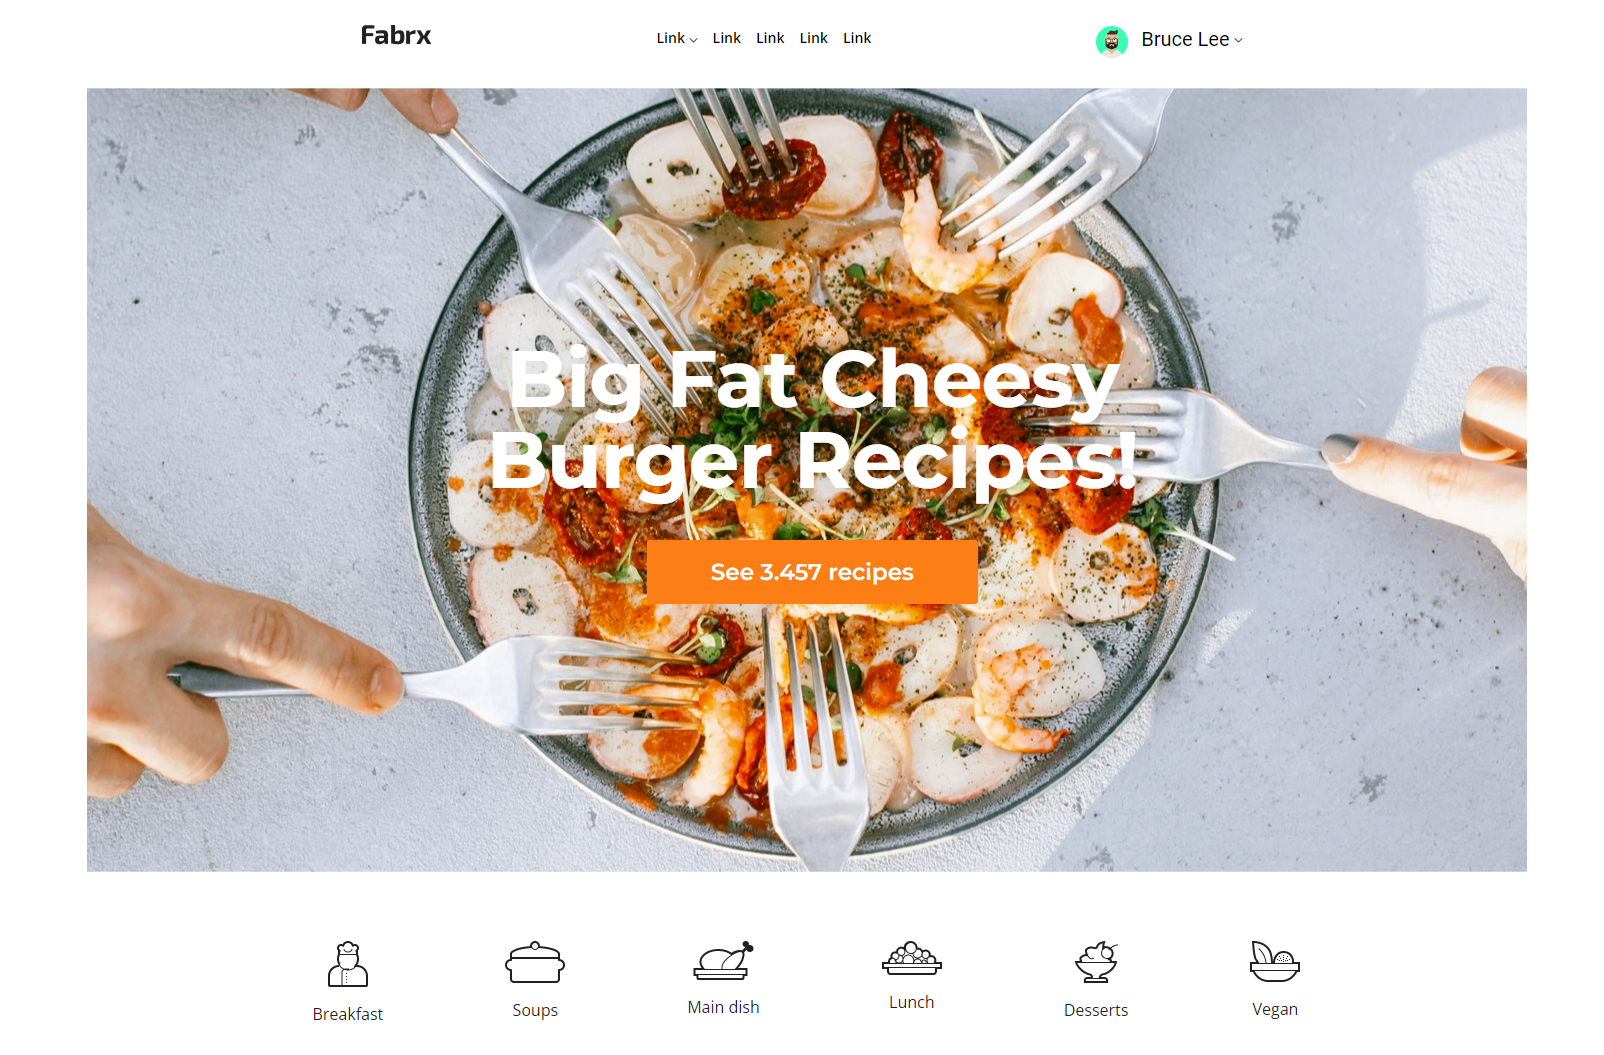 Fabrx
Link Link Link Link Link
Bruce Lee
Big Fat Cheesy
Burger Recipes!
See 3.457 recipes
Breakfast
Soups
Main dish
Lunch
Desserts
Vegan